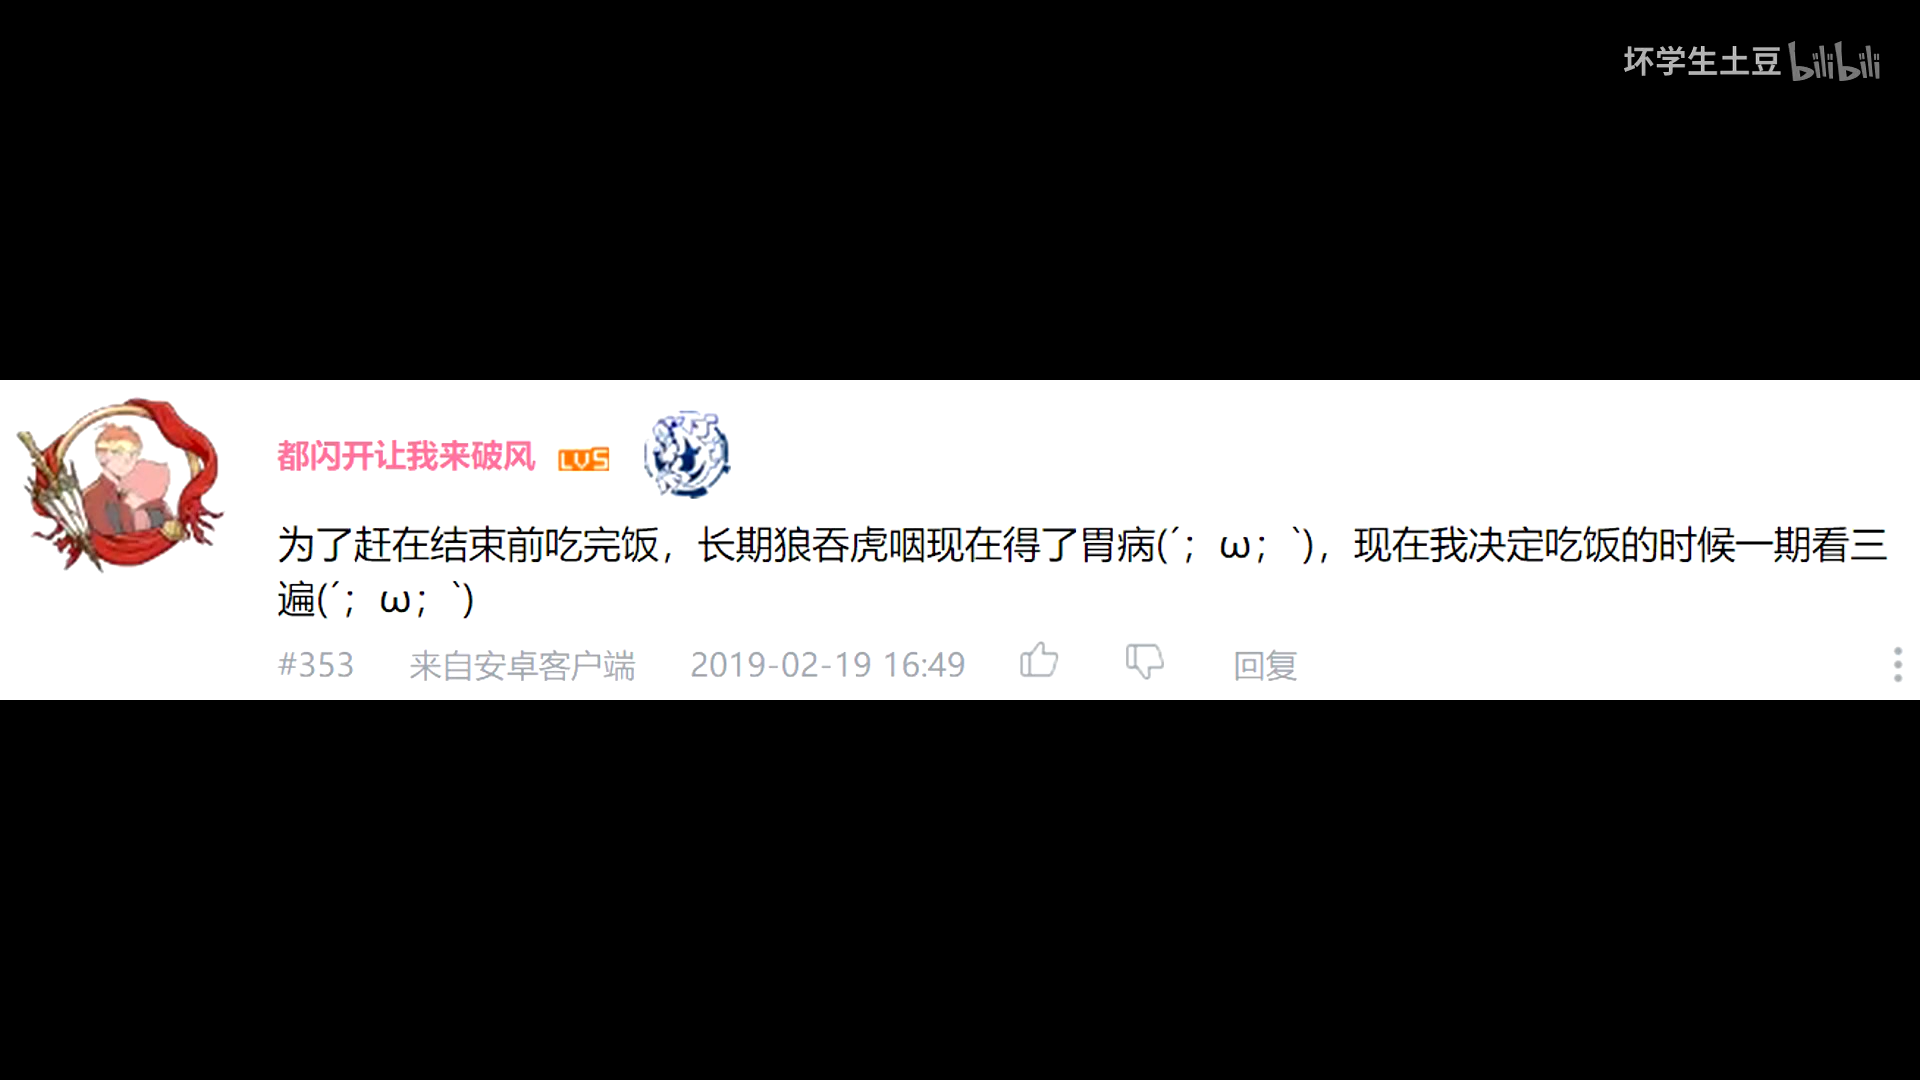 坏学生土豆 bilibili
都闪开让我来破风 LV5
为了赶在结束前吃完饭，长期狼吞虎咽现在得了胃病(´；ω；`)，现在我决定吃饭的时候一期看三
遍(´；ω；`)
#353 来自安卓客户端 2019-02-19 16:49 回复